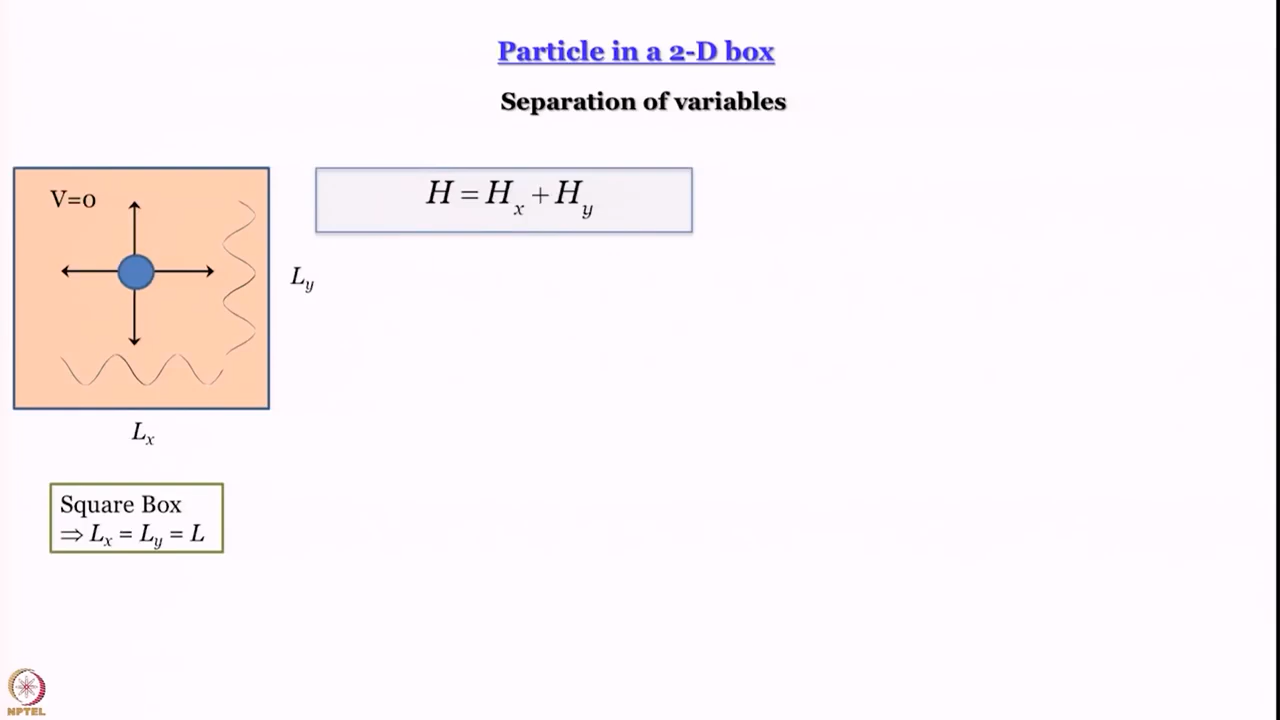 Particle in a 2-D box
Separation of variables
V=0
H = H_x + H_y
L_y
L_x
Square Box
⇒ L_x = L_y = L
NPTEL